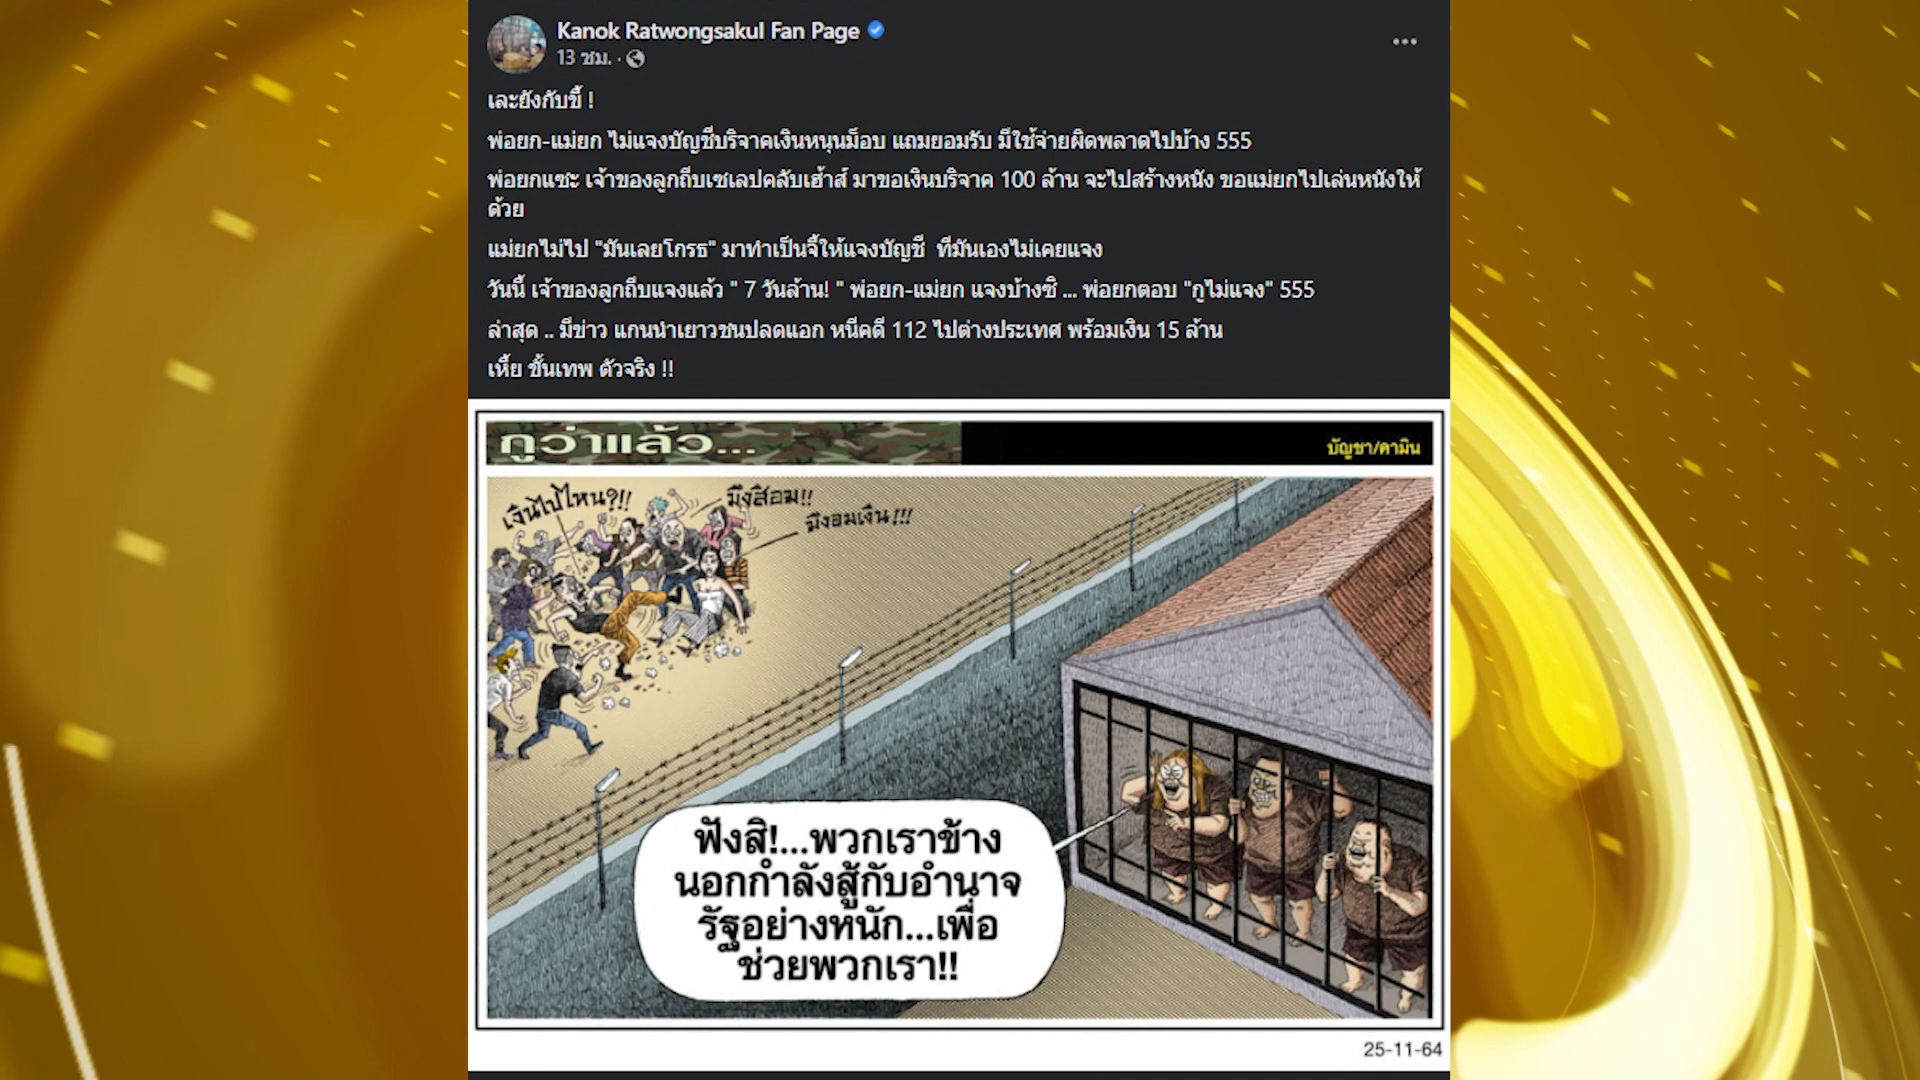 Kanok Ratwongsakul Fan Page
13 ชม. ·
เละยังกับขี้ !
พ่อยก-แม่ยก ไม่แจงบัญชีบริจาคเงินหนุนม็อบ แถมยอมรับ มีใช้จ่ายผิดพลาดไปบ้าง 555
พ่อยกแซะ เจ้าของลูกถีบเซเลปคลับเฮ้าส์ มาขอเงินบริจาค 100 ล้าน จะไปสร้างหนัง ขอแม่ยกไปเล่นหนังให้
ด้วย
แม่ยกไม่ไป "มันเลยโกรธ" มาทำเป็นจี้ให้แจงบัญชี ทีมันเองไม่เคยแจง
วันนี้ เจ้าของลูกถีบแจงแล้ว " 7 วันล้าน! " พ่อยก-แม่ยก แจงบ้างซิ ... พ่อยกตอบ "กูไม่แจง" 555
ล่าสุด .. มีข่าว แกนนำเยาวชนปลดแอก หนีคดี 112 ไปต่างประเทศ พร้อมเงิน 15 ล้าน
เหี้ย ขั้นเทพ ตัวจริง !!
กูว่าแล้ว...
บัญชา/คามิน
เงินไปไหน?!!
มึงสิอม!!
มึงอมเงิน!!!
ฟังสิ!...พวกเราข้าง
นอกกำลังสู้กับอำนาจ
รัฐอย่างหนัก...เพื่อ
ช่วยพวกเรา!!
25-11-64